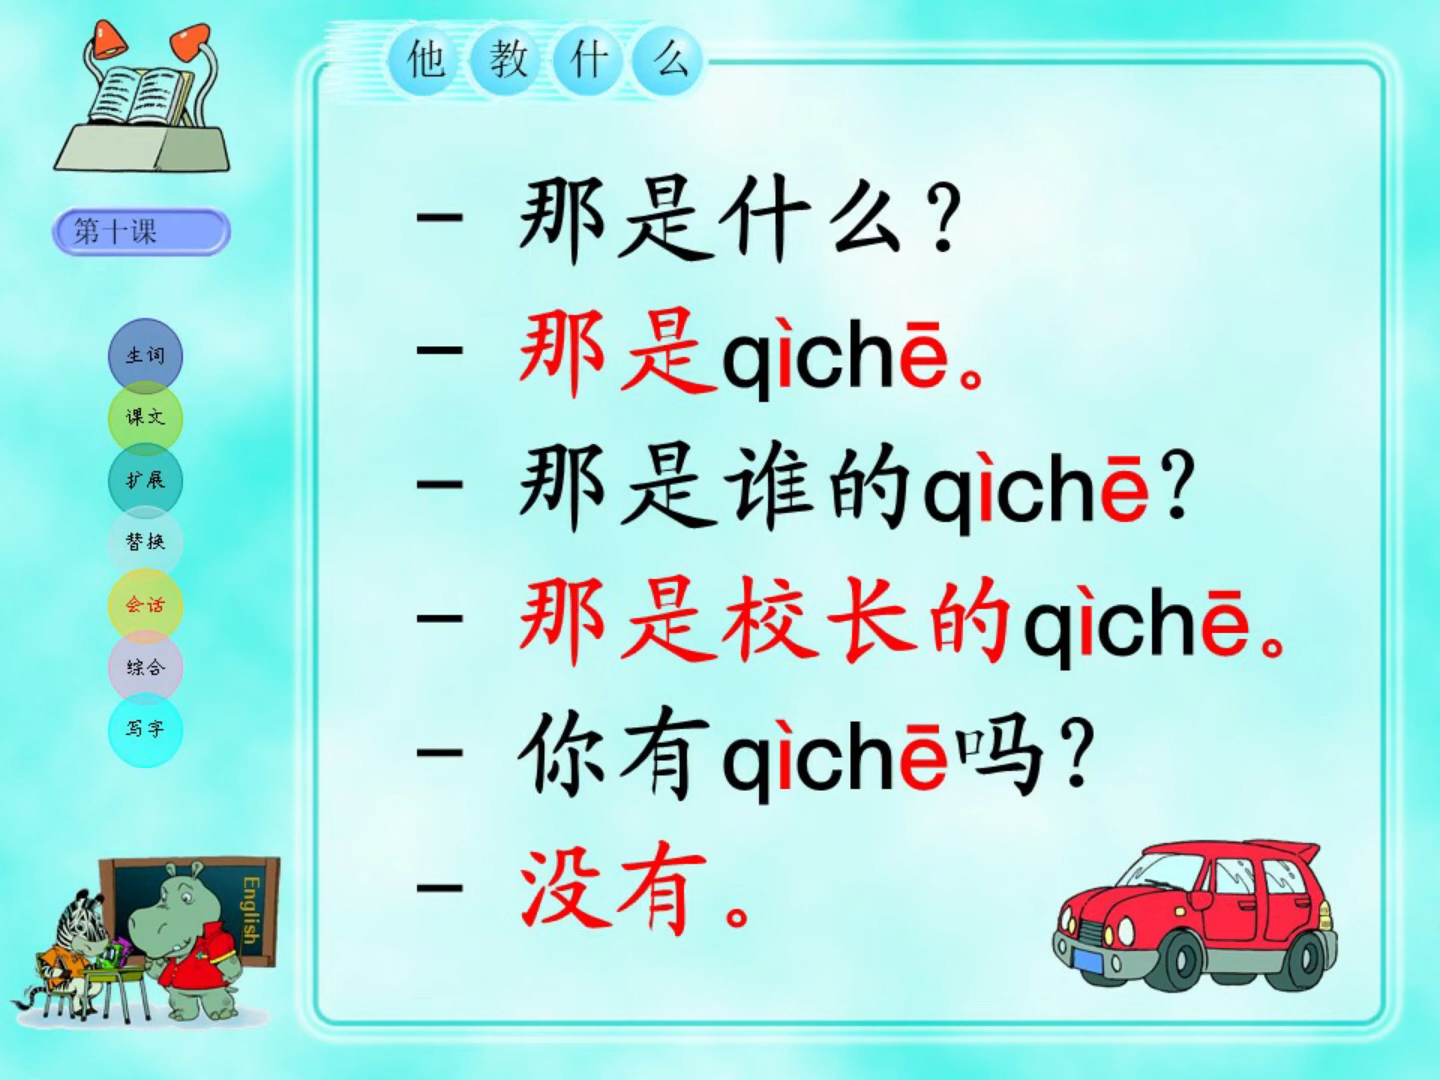 他教什么
第十课
生词
课文
扩展
替换
会话
综合
写字
English
- 那是什么？
- 那是qìchē。
- 那是谁的qìchē？
- 那是校长的qìchē。
- 你有qìchē吗？
- 没有。